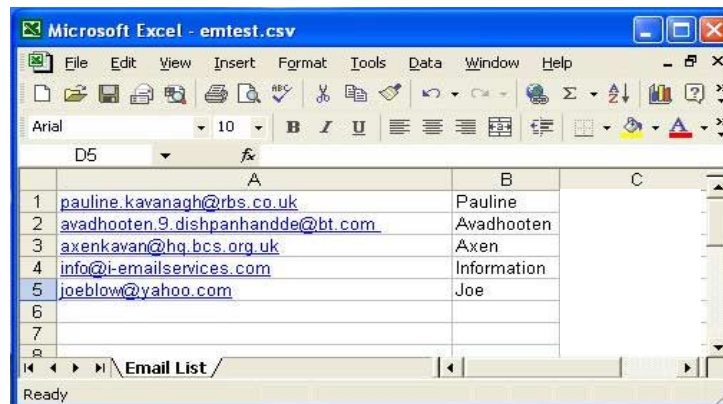 Microsoft Excel - emtest.csv
File Edit View Insert Format Tools Data Window Help
ABC Σ
Arial 10 B I U A
D5 fx
A B C
1 pauline.kavanagh@rbs.co.uk Pauline
2 avadhooten.9.dishpanhandde@bt.com Avadhooten
3 axenkavan@hq.bcs.org.uk Axen
4 info@i-emailservices.com Information
5 joeblow@yahoo.com Joe
6
7
8
Email List
Ready